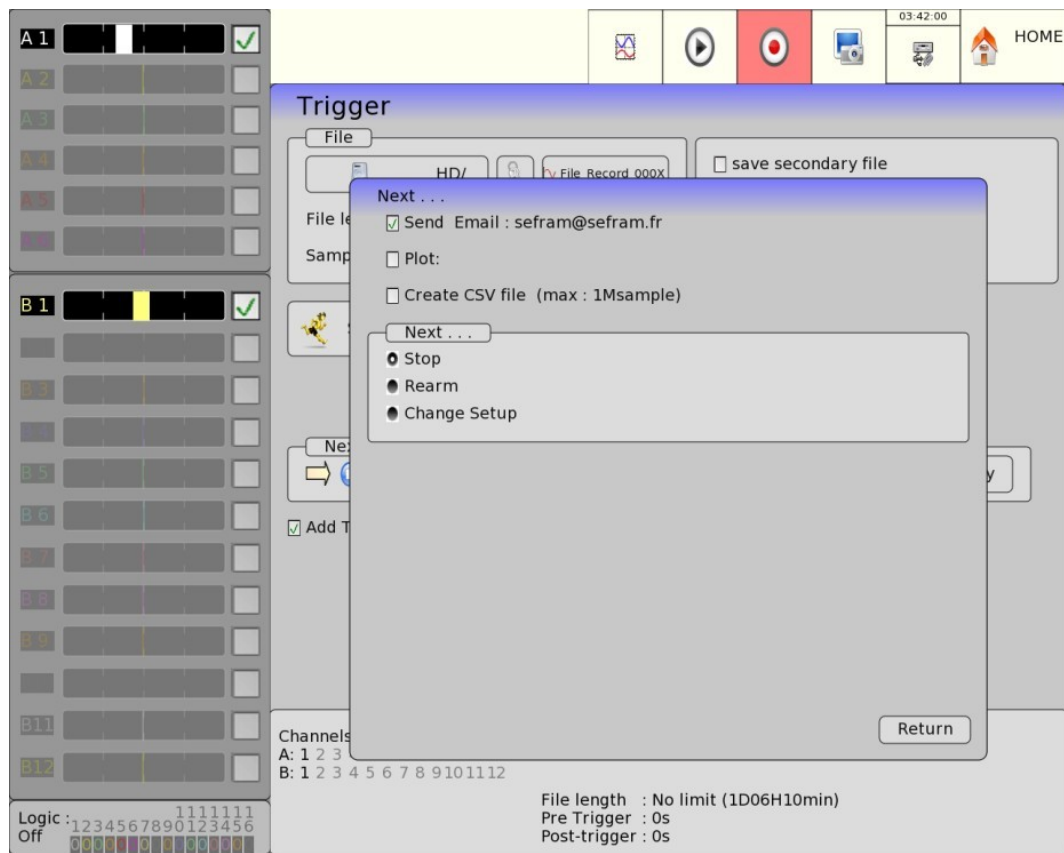 A 1
A 2
A 3
A 4
A 5
A 6
B 1
B 3
B 4
B 5
B 6
B 7
B 8
B 9
B11
B12
Logic :
Off
1111111
1234567890123456
03:42:00
HOME
Trigger
File
HD/
File Record 000X
save secondary file
File le
Samp
Next . . .
Send Email : sefram@sefram.fr
Plot:
Create CSV file (max : 1Msample)
Next . . .
Stop
Rearm
Change Setup
S
Ne
y
Add T
Return
Channels
A: 1 2 3
B: 1 2 3 4 5 6 7 8 9101112
File length : No limit (1D06H10min)
Pre Trigger : 0s
Post-trigger : 0s